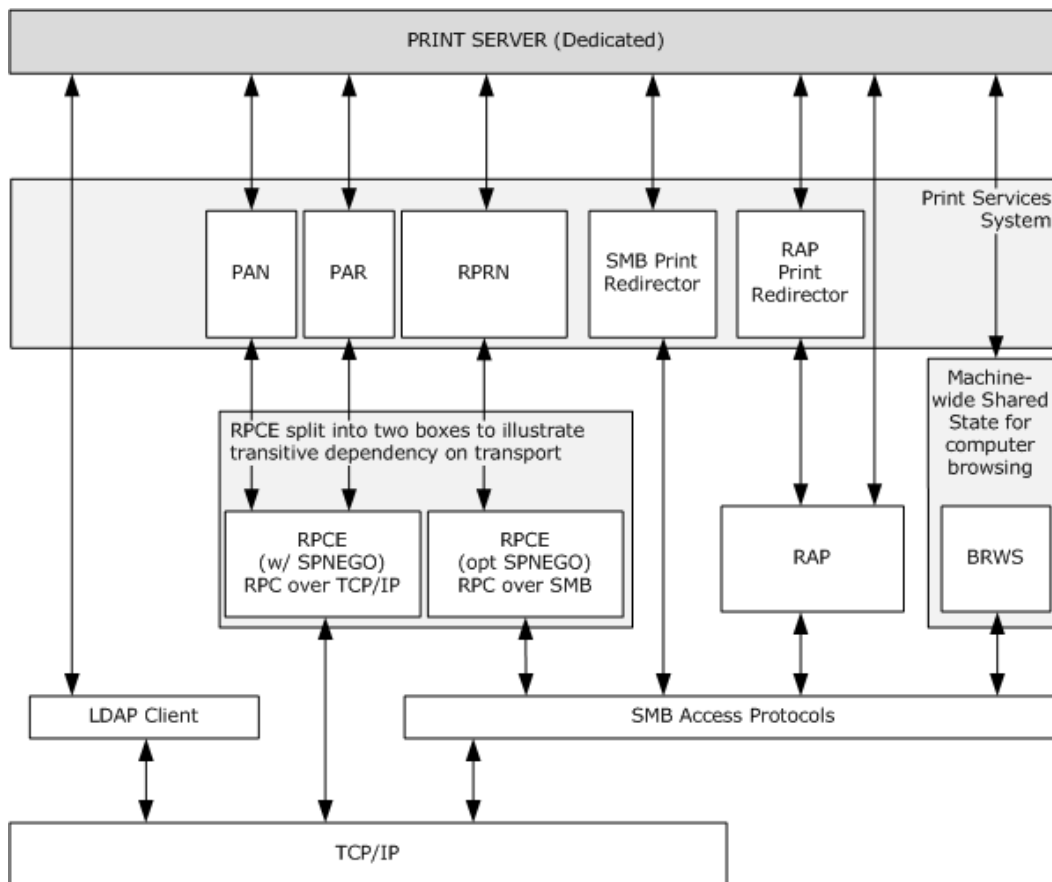 PRINT SERVER (Dedicated)
Print Services
System
PAN
PAR
RPRN
SMB Print
Redirector
RAP
Print
Redirector
Machine-
wide Shared
State for
computer
browsing
RPCE split into two boxes to illustrate
transitive dependency on transport
RPCE
(w/ SPNEGO)
RPC over TCP/IP
RPCE
(opt SPNEGO)
RPC over SMB
RAP
BRWS
LDAP Client
SMB Access Protocols
TCP/IP